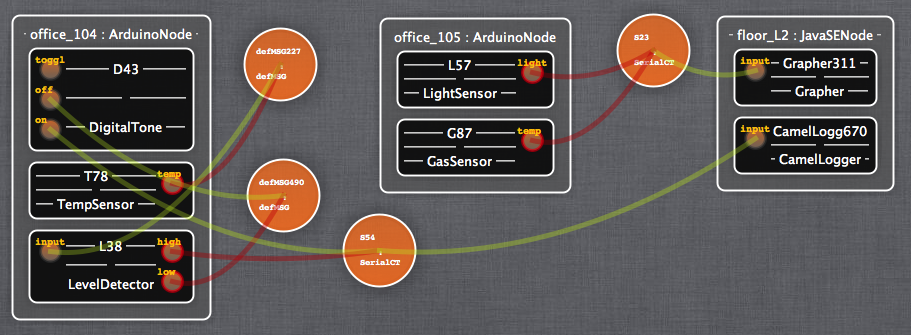 office_104 : ArduinoNode
toggl
D43
off
on
DigitalTone
T78
temp
TempSensor
input
L38
high
low
LevelDetector
defMSG227
:
defMSG
defMSG490
:
defMSG
S54
:
SerialCT
office_105 : ArduinoNode
L57
light
LightSensor
G87
temp
GasSensor
S23
:
SerialCT
floor_L2 : JavaSENode
input
Grapher311
Grapher
input
CamelLogg670
CamelLogger